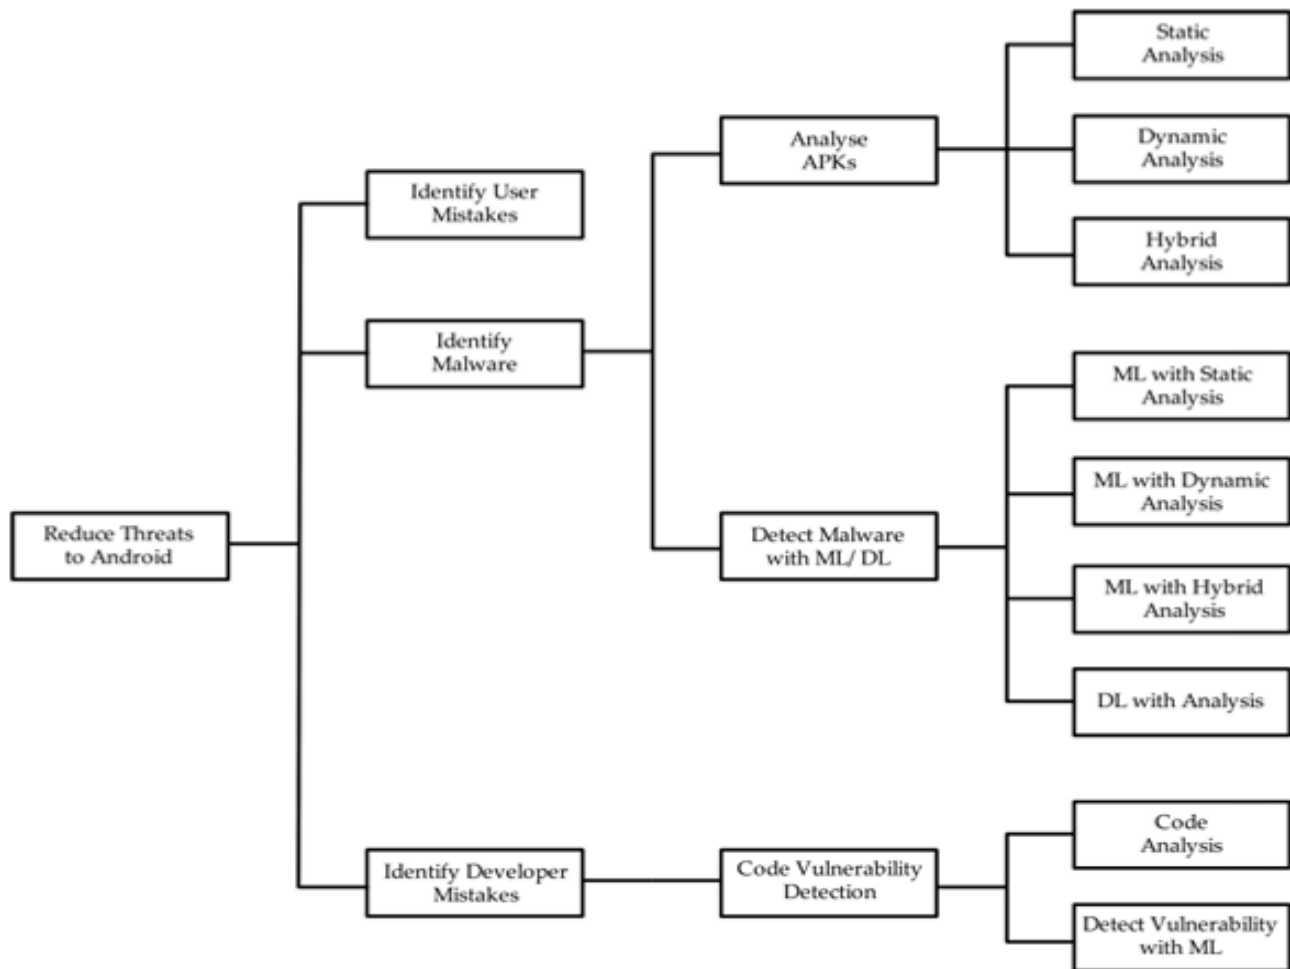 Reduce Threats
to Android
Identify User
Mistakes
Identify
Malware
Identify Developer
Mistakes
Analyse
APKs
Detect Malware
with ML/ DL
Code Vulnerability
Detection
Static
Analysis
Dynamic
Analysis
Hybrid
Analysis
ML with Static
Analysis
ML with Dynamic
Analysis
ML with Hybrid
Analysis
DL with Analysis
Code
Analysis
Detect Vulnerability
with ML